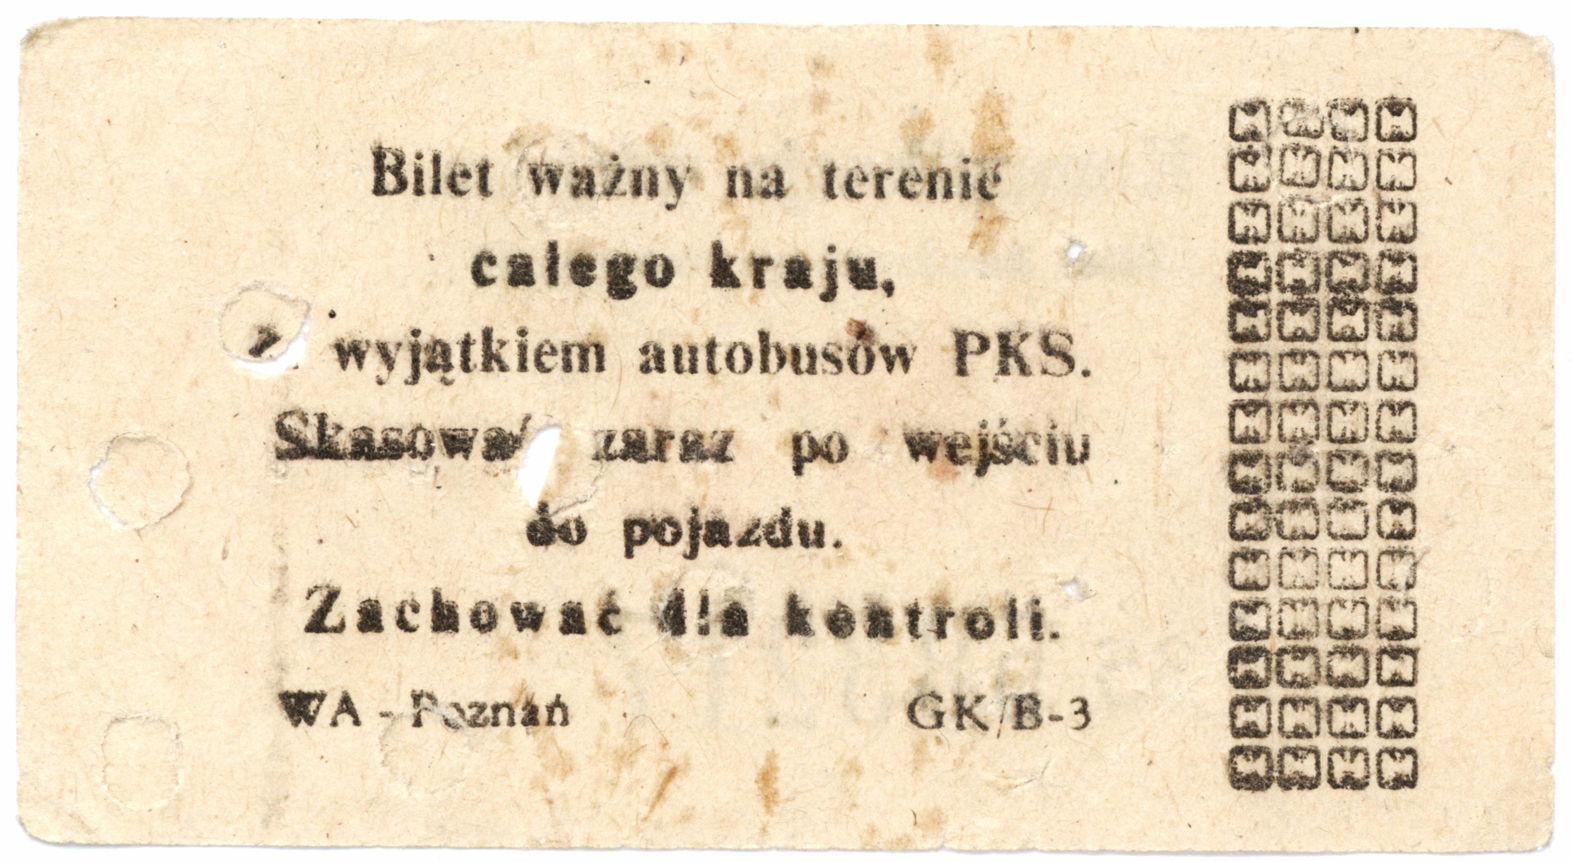 Bilet ważny na terenie
całego kraju,
z wyjątkiem autobusów PKS.
Skasować zaraz po wejściu
do pojazdu.
Zachować dla kontroli.
WA - Poznań GK/B-3